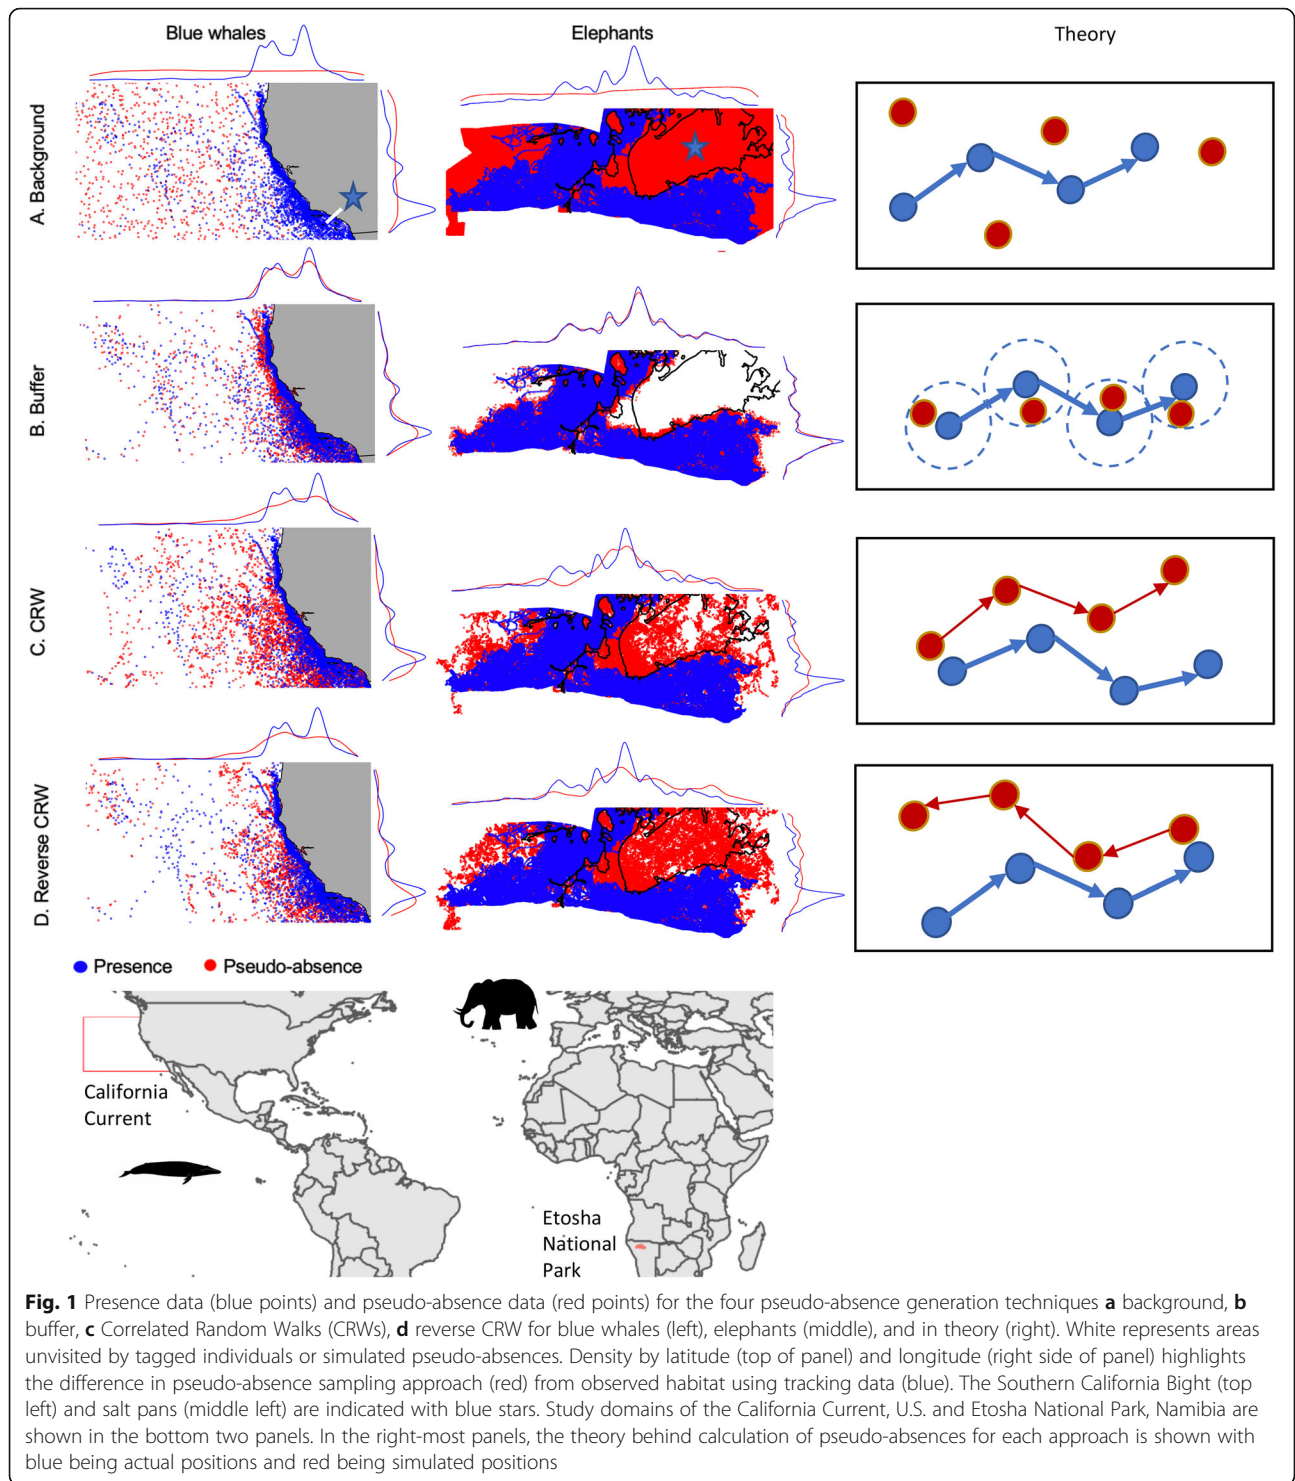 Blue whales
Elephants
Theory
A. Background
B. Buffer
C. CRW
D. Reverse CRW
Presence
Pseudo-absence
California
Current
Etosha
National
Park
Fig. 1 Presence data (blue points) and pseudo-absence data (red points) for the four pseudo-absence generation techniques a background, b
buffer, c Correlated Random Walks (CRWs), d reverse CRW for blue whales (left), elephants (middle), and in theory (right). White represents areas
unvisited by tagged individuals or simulated pseudo-absences. Density by latitude (top of panel) and longitude (right side of panel) highlights
the difference in pseudo-absence sampling approach (red) from observed habitat using tracking data (blue). The Southern California Bight (top
left) and salt pans (middle left) are indicated with blue stars. Study domains of the California Current, U.S. and Etosha National Park, Namibia are
shown in the bottom two panels. In the right-most panels, the theory behind calculation of pseudo-absences for each approach is shown with
blue being actual positions and red being simulated positions